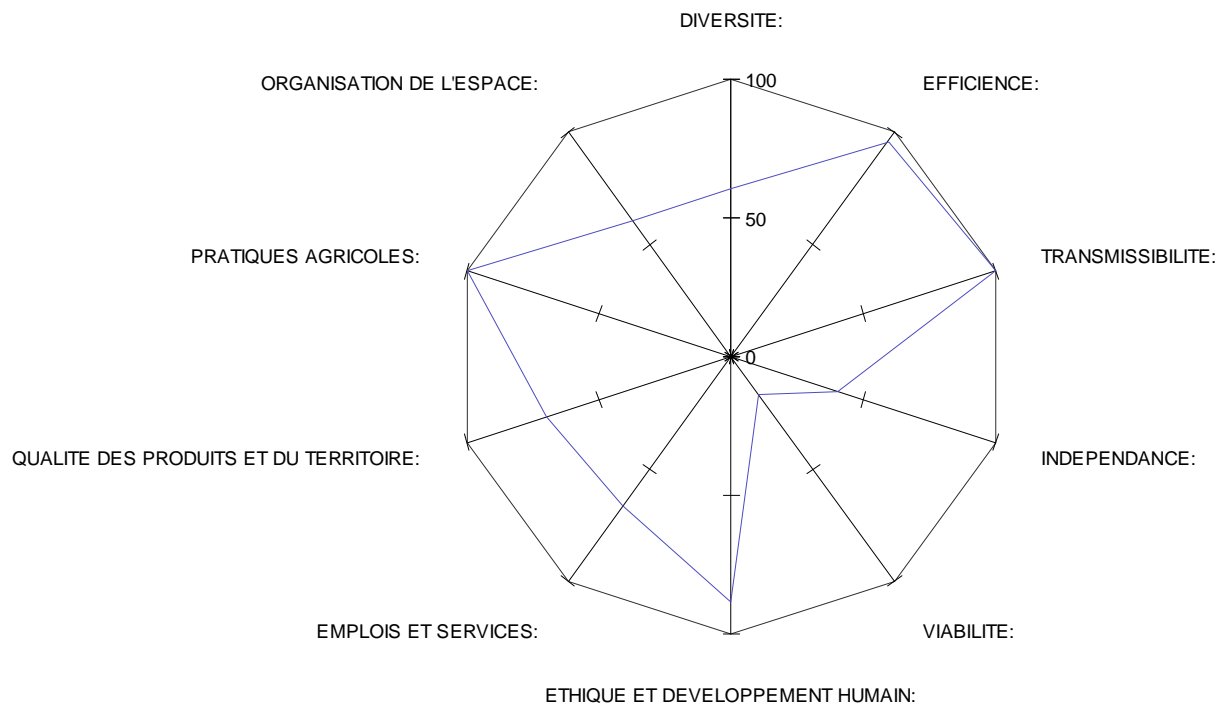 DIVERSITE:
ORGANISATION DE L'ESPACE:
100
EFFICIENCE:
50
PRATIQUES AGRICOLES:
TRANSMISSIBILITE:
0
QUALITE DES PRODUITS ET DU TERRITOIRE:
INDEPENDANCE:
EMPLOIS ET SERVICES:
VIABILITE:
ETHIQUE ET DEVELOPPEMENT HUMAIN: